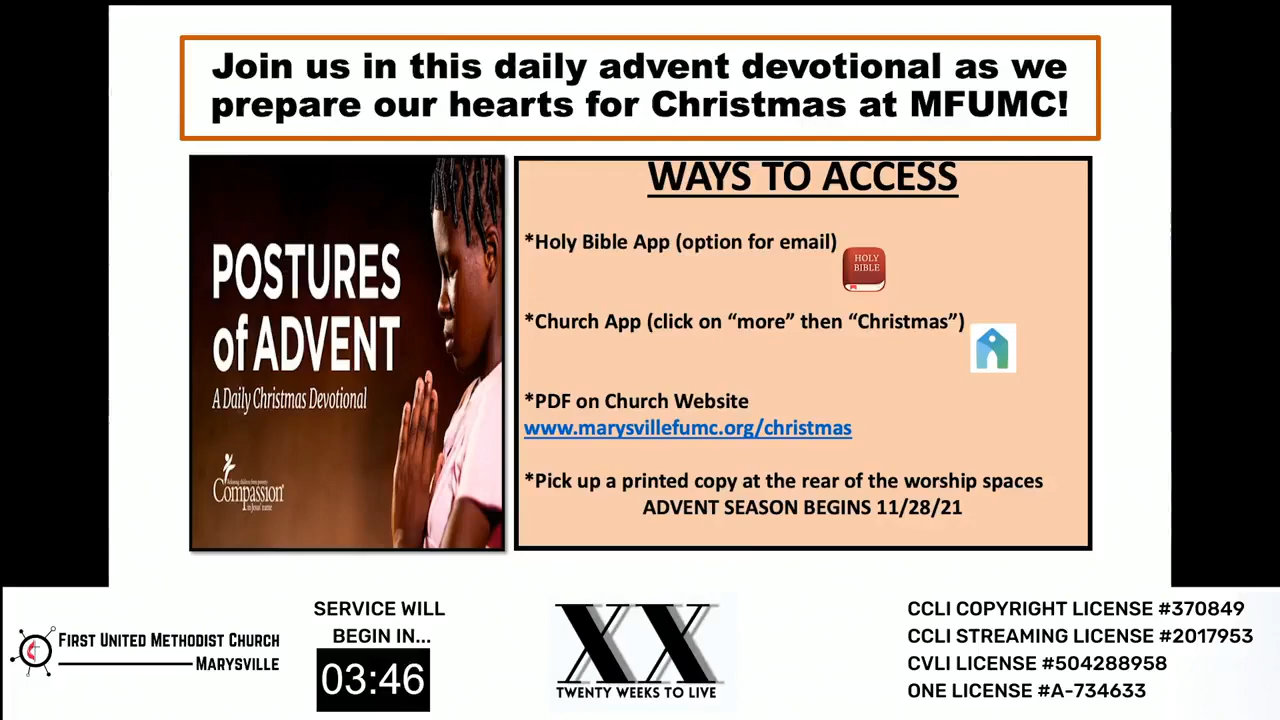 Join us in this daily advent devotional as we
prepare our hearts for Christmas at MFUMC!
POSTURES
of ADVENT
A Daily Christmas Devotional
Compassion
in Jesus' name
WAYS TO ACCESS
*Holy Bible App (option for email)
HOLY
BIBLE
*Church App (click on “more” then “Christmas”)
*PDF on Church Website
www.marysvillefumc.org/christmas
*Pick up a printed copy at the rear of the worship spaces
ADVENT SEASON BEGINS 11/28/21
FIRST UNITED METHODIST CHURCH
MARYSVILLE
SERVICE WILL
BEGIN IN...
03:46
XX
TWENTY WEEKS TO LIVE
CCLI COPYRIGHT LICENSE #370849
CCLI STREAMING LICENSE #2017953
CVLI LICENSE #504288958
ONE LICENSE #A-734633